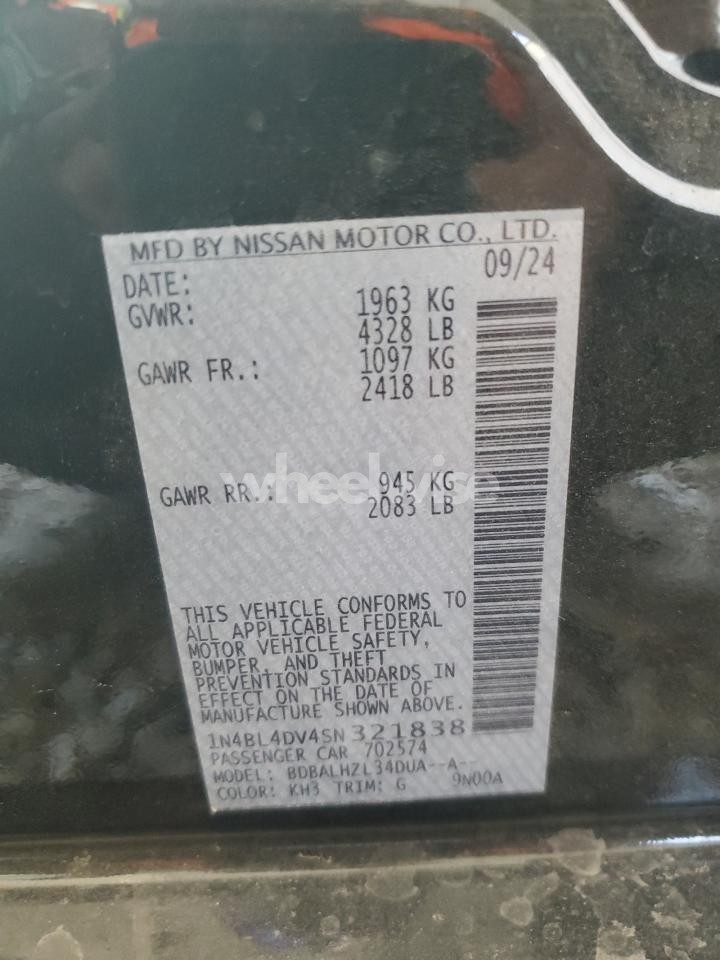 MFD BY NISSAN MOTOR CO., LTD.
DATE: 09/24
GVWR: 1963 KG
4328 LB
GAWR FR.: 1097 KG
2418 LB
GAWR RR.: 945 KG
2083 LB
wheelwise
THIS VEHICLE CONFORMS TO
ALL APPLICABLE FEDERAL
MOTOR VEHICLE SAFETY,
BUMPER, AND THEFT
PREVENTION STANDARDS IN
EFFECT ON THE DATE OF
MANUFACTURE SHOWN ABOVE.
1N4BL4DV4SN321838
PASSENGER CAR 702574
MODEL: BDBALHZL34DUA--A--
COLOR: KH3 TRIM: G 9N00A